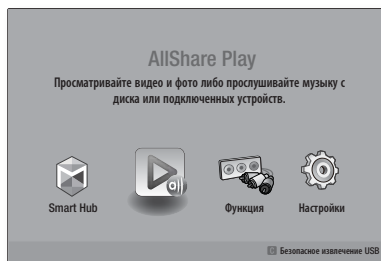 AllShare Play
Просматривайте видео и фото либо прослушивайте музыку с
диска или подключенных устройств.
Smart Hub
Функция
Настройки
Безопасное извлечение USB